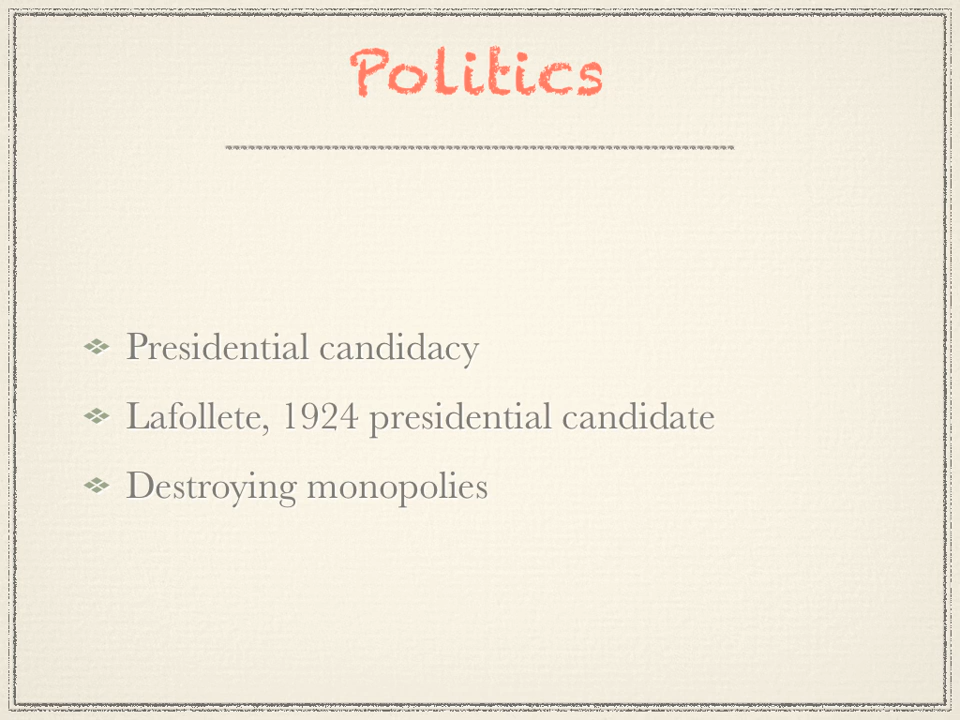 Politics
Presidential candidacy
Lafollete, 1924 presidential candidate
Destroying monopolies